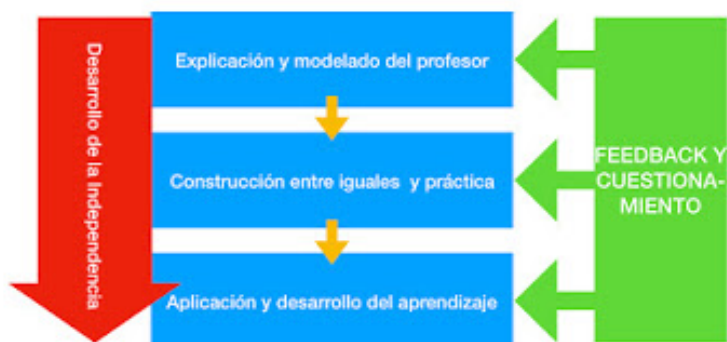 Desarrollo de la Independencia
Explicación y modelado del profesor
Construcción entre iguales y práctica
Aplicación y desarrollo del aprendizaje
FEEDBACK Y
CUESTIONA-
MIENTO